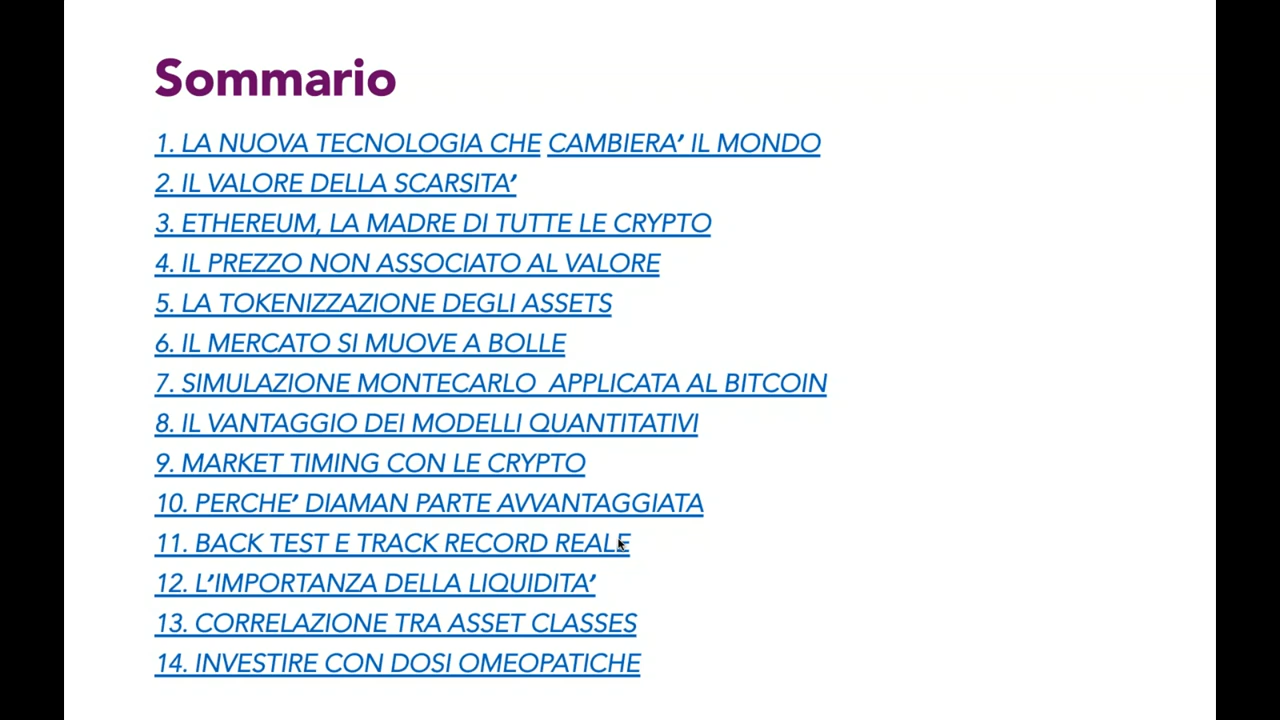 Sommario
1. LA NUOVA TECNOLOGIA CHE CAMBIERA’ IL MONDO
2. IL VALORE DELLA SCARSITA’
3. ETHEREUM, LA MADRE DI TUTTE LE CRYPTO
4. IL PREZZO NON ASSOCIATO AL VALORE
5. LA TOKENIZZAZIONE DEGLI ASSETS
6. IL MERCATO SI MUOVE A BOLLE
7. SIMULAZIONE MONTECARLO  APPLICATA AL BITCOIN
8. IL VANTAGGIO DEI MODELLI QUANTITATIVI
9. MARKET TIMING CON LE CRYPTO
10. PERCHE’ DIAMAN PARTE AVVANTAGGIATA
11. BACK TEST E TRACK RECORD REALE
12. L’IMPORTANZA DELLA LIQUIDITA’
13. CORRELAZIONE TRA ASSET CLASSES
14. INVESTIRE CON DOSI OMEOPATICHE